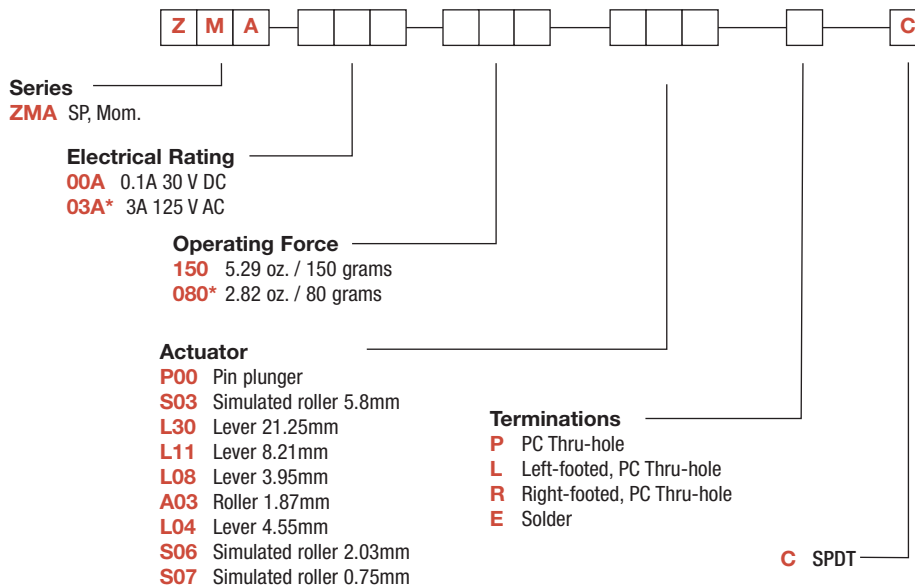 Z M A C
Series
ZMA SP, Mom.
Electrical Rating
00A 0.1A 30 V DC
03A* 3A 125 V AC
Operating Force
150 5.29 oz. / 150 grams
080* 2.82 oz. / 80 grams
Actuator
P00 Pin plunger
S03 Simulated roller 5.8mm
L30 Lever 21.25mm
L11 Lever 8.21mm
L08 Lever 3.95mm
A03 Roller 1.87mm
L04 Lever 4.55mm
S06 Simulated roller 2.03mm
S07 Simulated roller 0.75mm
Terminations
P PC Thru-hole
L Left-footed, PC Thru-hole
R Right-footed, PC Thru-hole
E Solder
C SPDT